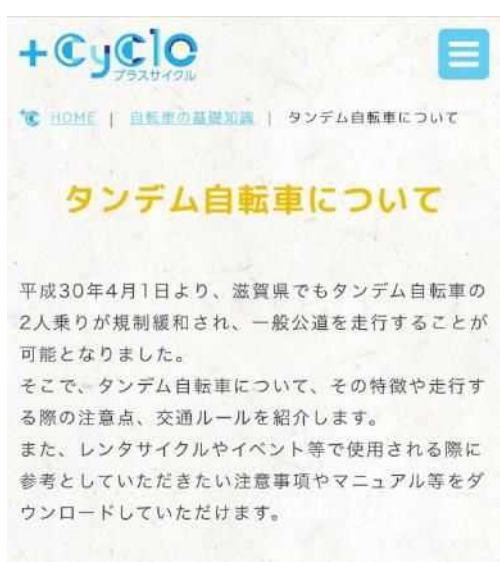 +CyClO
プラスサイクル
HOME | 自転車の基礎知識 | タンデム自転車について
タンデム自転車について
平成30年4月1日より、滋賀県でもタンデム自転車の
2人乗りが規制緩和され、一般公道を走行することが
可能となりました。
そこで、タンデム自転車について、その特徴や走行す
る際の注意点、交通ルールを紹介します。
また、レンタサイクルやイベント等で使用される際に
参考としていただきたい注意事項やマニュアル等をダ
ウンロードしていただけます。